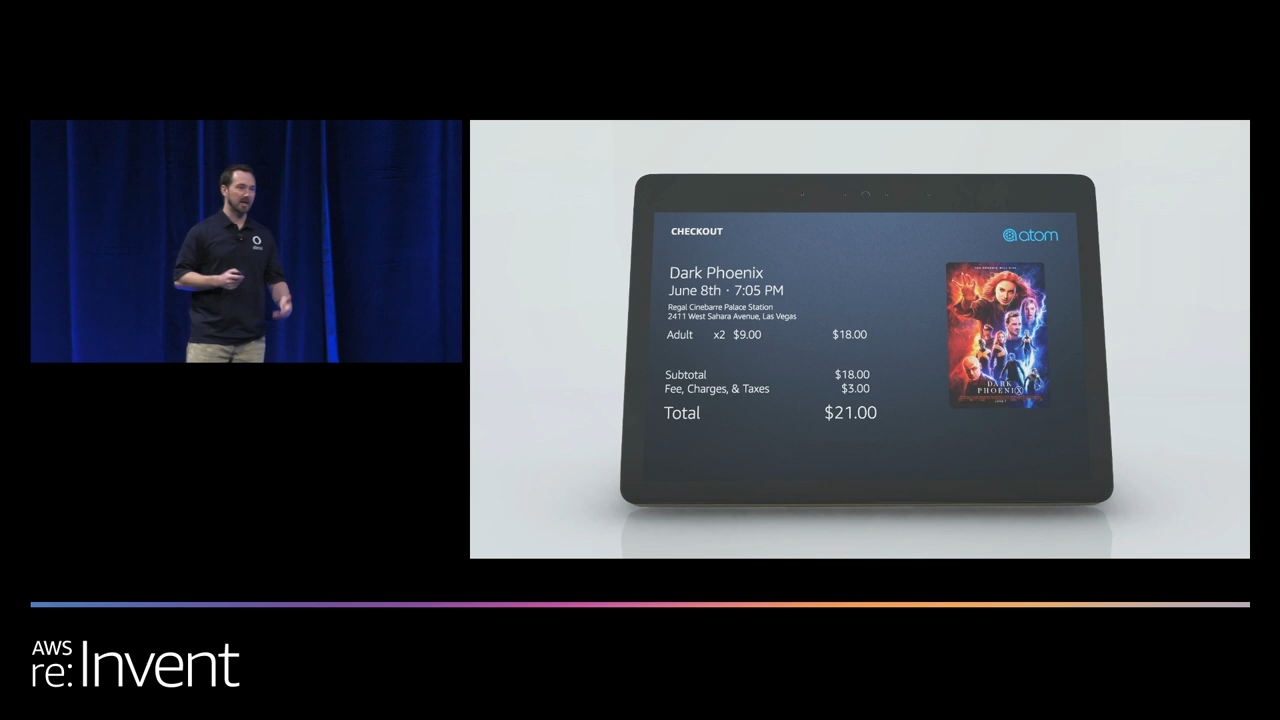 CHECKOUT
atom
Dark Phoenix
June 8th · 7:05 PM
Regal Cinebarre Palace Station
2411 West Sahara Avenue, Las Vegas
Adult x2 $9.00 $18.00
Subtotal $18.00
Fee, Charges, & Taxes $3.00
Total $21.00
DARK
PHOENIX
AWS
re:Invent